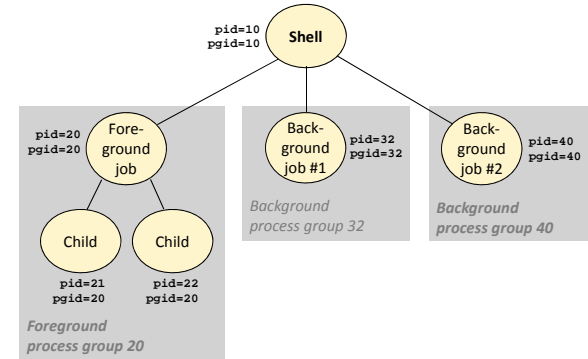 pid=10
pgid=10
Shell
pid=20
pgid=20
Fore-
ground
job
Back-
ground
job #1
pid=32
pgid=32
Back-
ground
job #2
pid=40
pgid=40
Background
process group 32
Background
process group 40
Child
Child
pid=21
pgid=20
pid=22
pgid=20
Foreground
process group 20